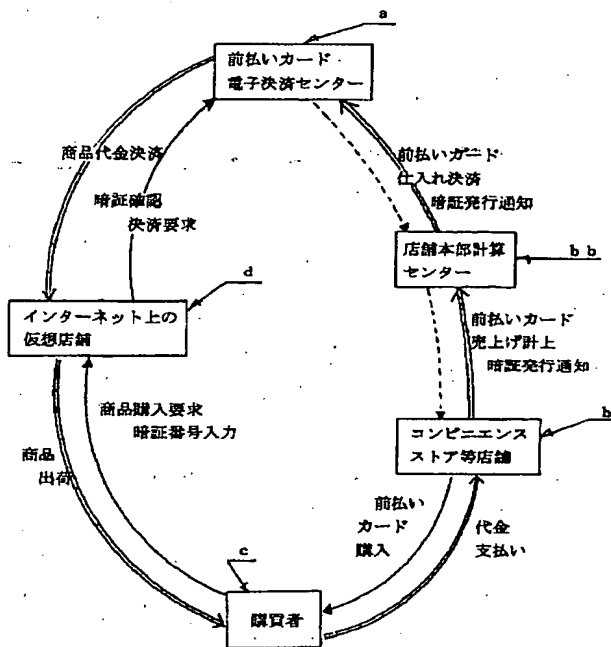 a
前払いカード
電子決済センター
商品代金決済
暗証確認
決済要求
前払いカード
仕入れ決済
暗証発行通知
d
インターネット上の
仮想店舗
店舗本部計算
センター
b b
前払いカード
売上げ計上
暗証発行通知
商品購入要求
暗証番号入力
商品
出荷
b
コンビニエンス
ストア等店舗
前払い
カード
購入
代金
支払い
c
購買者